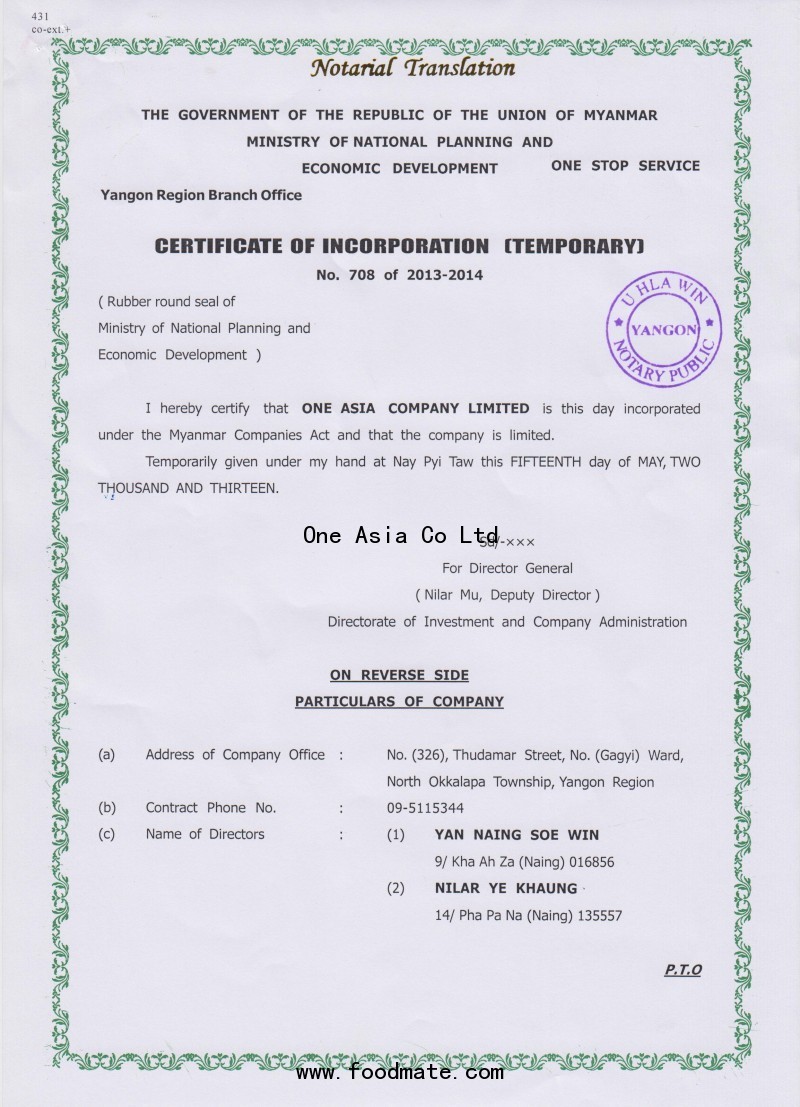 431
co-ext.+
Notarial Translation
THE GOVERNMENT OF THE REPUBLIC OF THE UNION OF MYANMAR
MINISTRY OF NATIONAL PLANNING AND
ECONOMIC DEVELOPMENT ONE STOP SERVICE
Yangon Region Branch Office
CERTIFICATE OF INCORPORATION (TEMPORARY)
No. 708 of 2013-2014
( Rubber round seal of
Ministry of National Planning and
Economic Development )
U HLA WIN
YANGON
NOTARY PUBLIC
I hereby certify that ONE ASIA COMPANY LIMITED is this day incorporated
under the Myanmar Companies Act and that the company is limited.
Temporarily given under my hand at Nay Pyi Taw this FIFTEENTH day of MAY, TWO
THOUSAND AND THIRTEEN.
One Asia Co Ltd
Sd/-×××
For Director General
( Nilar Mu, Deputy Director )
Directorate of Investment and Company Administration
ON REVERSE SIDE
PARTICULARS OF COMPANY
(a) Address of Company Office : No. (326), Thudamar Street, No. (Gagyi) Ward,
North Okkalapa Township, Yangon Region
(b) Contract Phone No. : 09-5115344
(c) Name of Directors : (1) YAN NAING SOE WIN
9/ Kha Ah Za (Naing) 016856
(2) NILAR YE KHAUNG
14/ Pha Pa Na (Naing) 135557
P.T.O
www.foodmate.com